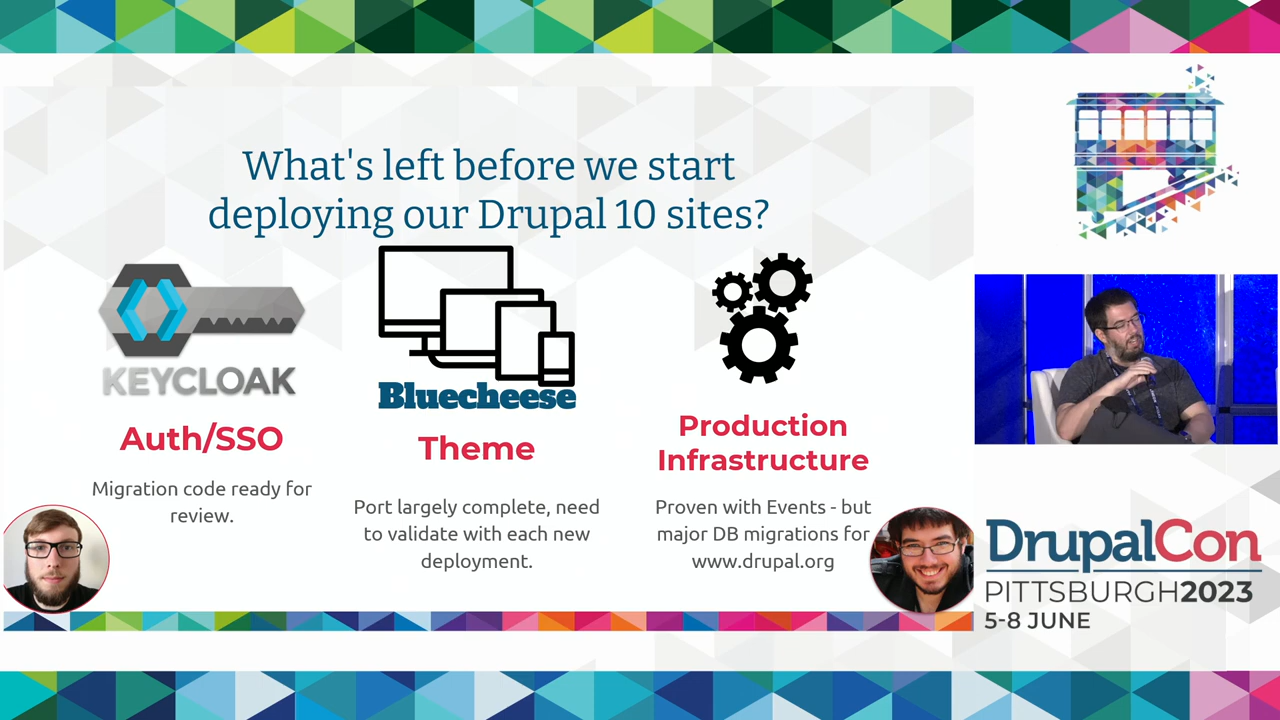 What's left before we start
deploying our Drupal 10 sites?
KEYCLOAK
Auth/SSO
Migration code ready for
review.
Bluecheese
Theme
Port largely complete, need
to validate with each new
deployment.
Production
Infrastructure
Proven with Events - but
major DB migrations for
www.drupal.org
DrupalCon
PITTSBURGH2023
5-8 JUNE